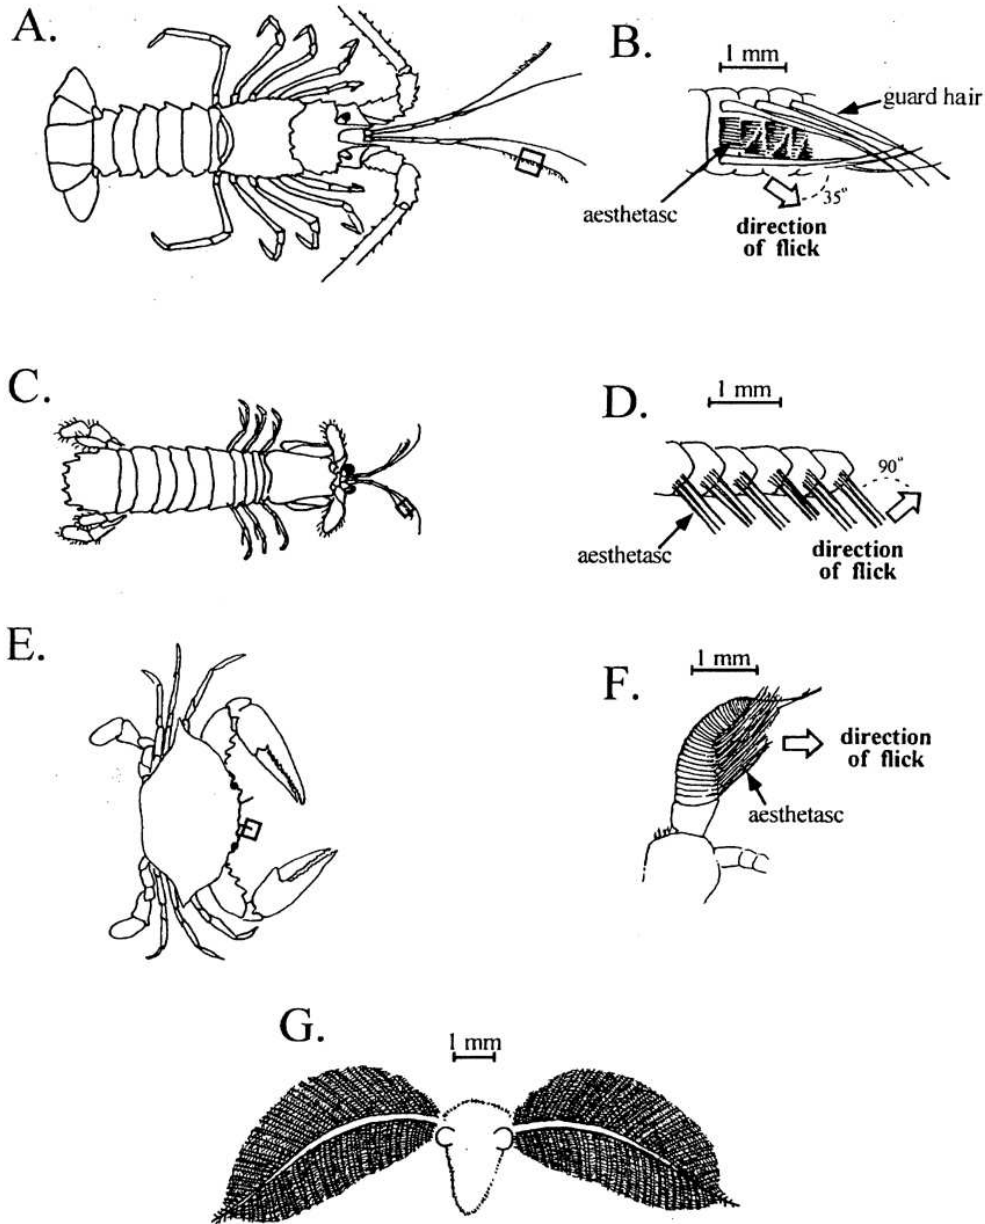 A.
B.
1 mm
guard hair
aesthetasc
35°
direction
of flick
C.
D.
1 mm
90°
aesthetasc
direction
of flick
E.
F.
1 mm
direction
of flick
aesthetasc
G.
1 mm